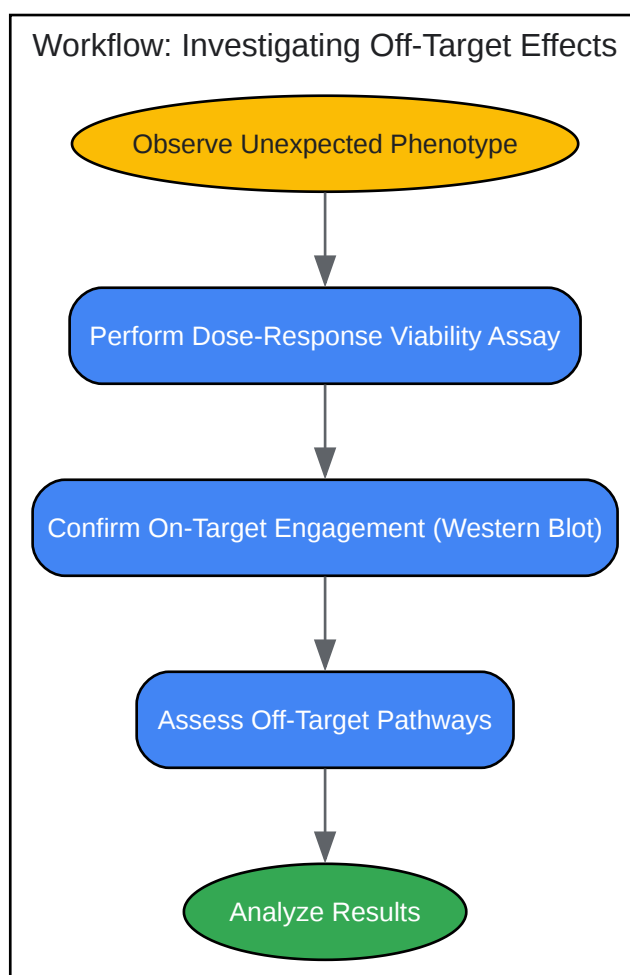 Workflow: Investigating Off-Target Effects
Observe Unexpected Phenotype
Perform Dose-Response Viability Assay
Confirm On-Target Engagement (Western Blot)
Assess Off-Target Pathways
Analyze Results